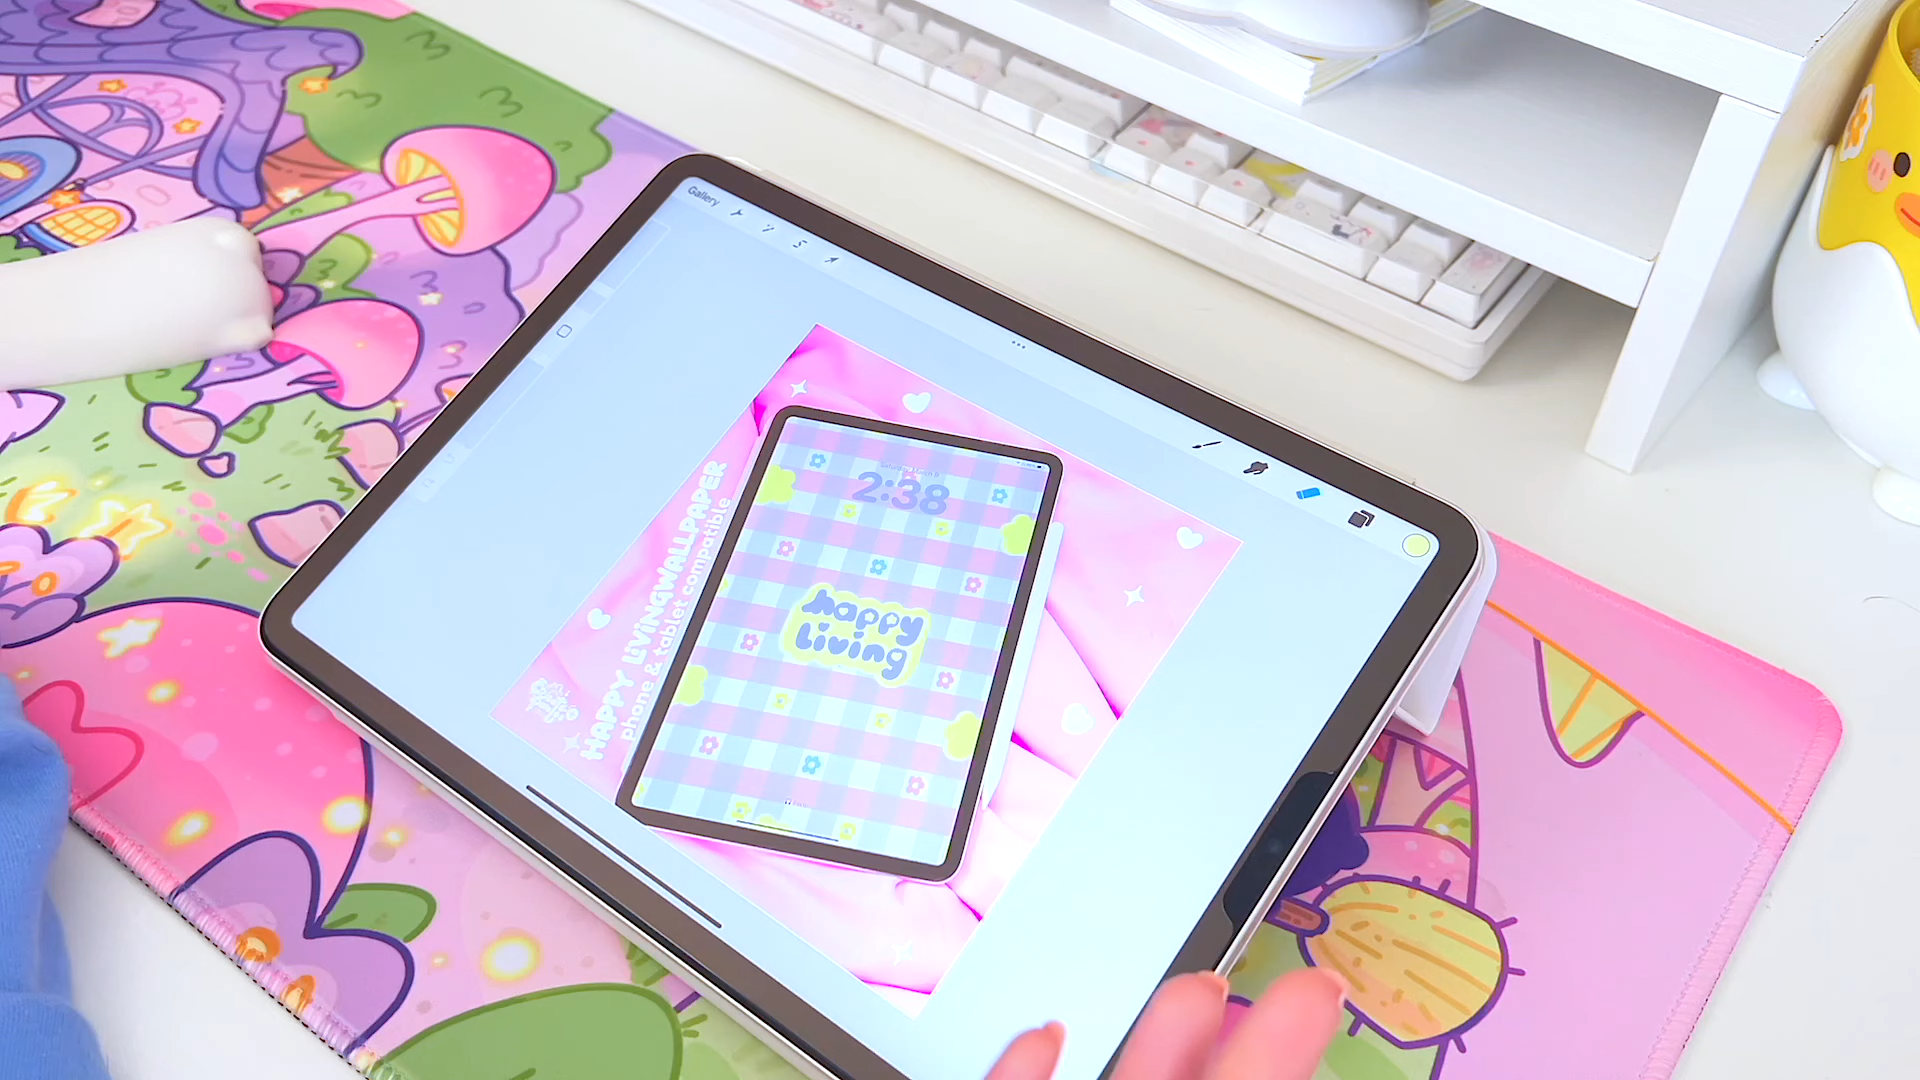 Gallery
HAPPY LiViNGWALLPAPER
phone & tablet compatible
2:38
happy
living